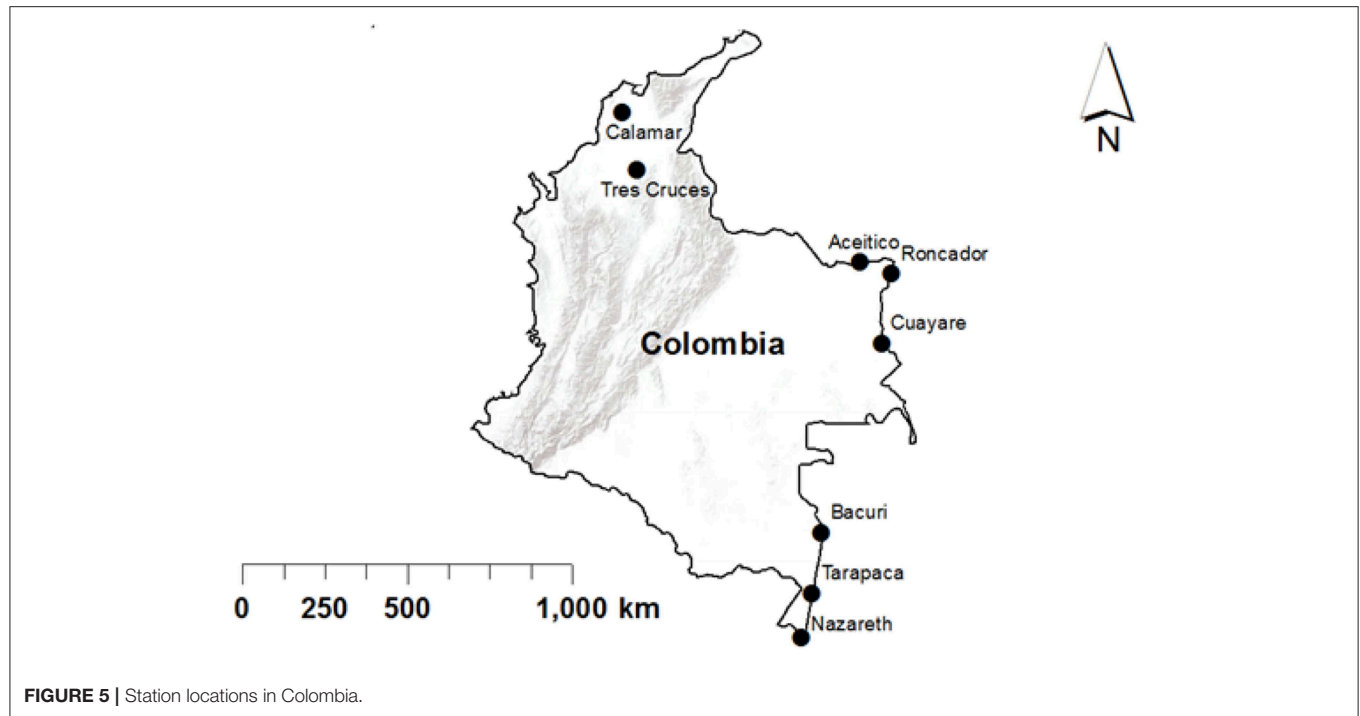 Calamar
N
Tres Cruces
Aceitico
Roncador
Cuayare
Colombia
Bacuri
Tarapaca
0 250 500 1,000 km
Nazareth
FIGURE 5 | Station locations in Colombia.